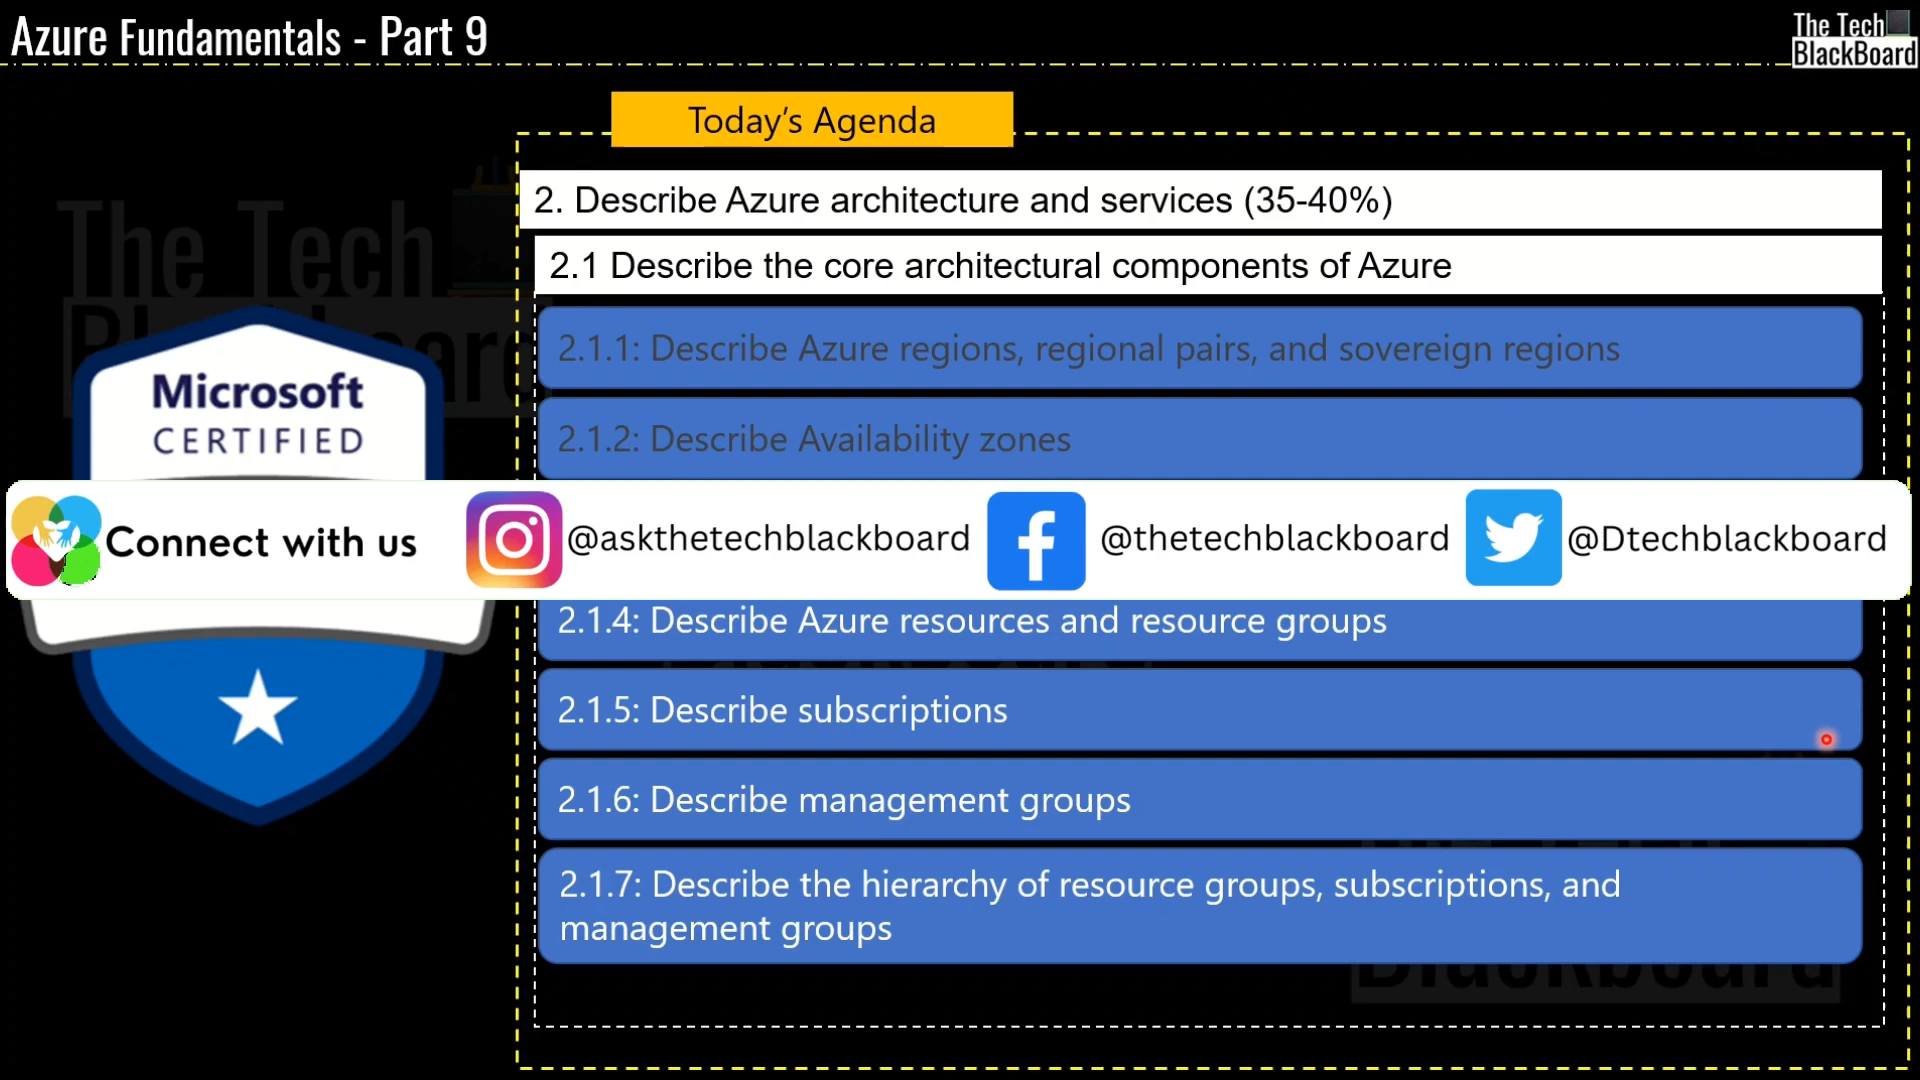 Azure Fundamentals - Part 9
The Tech
BlackBoard
Today's Agenda
2. Describe Azure architecture and services (35-40%)
2.1 Describe the core architectural components of Azure
2.1.1: Describe Azure regions, regional pairs, and sovereign regions
2.1.2: Describe Availability zones
Microsoft
CERTIFIED
Connect with us
@askthetechblackboard
@thetechblackboard
@Dtechblackboard
2.1.4: Describe Azure resources and resource groups
2.1.5: Describe subscriptions
2.1.6: Describe management groups
2.1.7: Describe the hierarchy of resource groups, subscriptions, and
management groups